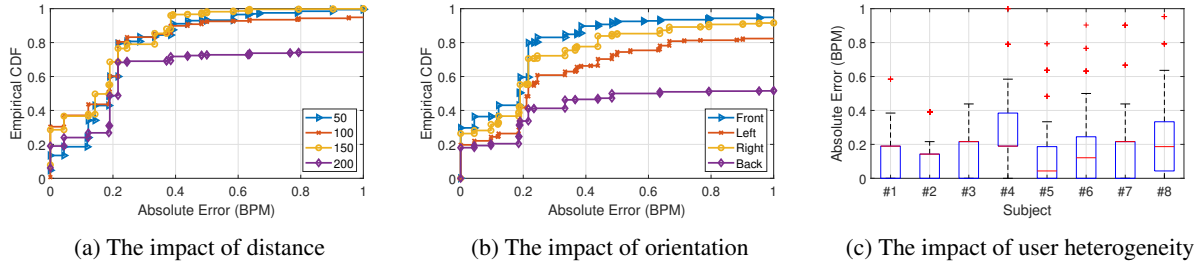 1
0.8
0.6
0.4
0.2
0
Empirical CDF
50
100
150
200
0 0.2 0.4 0.6 0.8 1
Absolute Error (BPM)
(a) The impact of distance
1
0.8
0.6
0.4
0.2
0
Empirical CDF
Front
Left
Right
Back
0 0.2 0.4 0.6 0.8 1
Absolute Error (BPM)
(b) The impact of orientation
1
0.8
0.6
0.4
0.2
0
Absolute Error (BPM)
#1 #2 #3 #4 #5 #6 #7 #8
Subject
(c) The impact of user heterogeneity